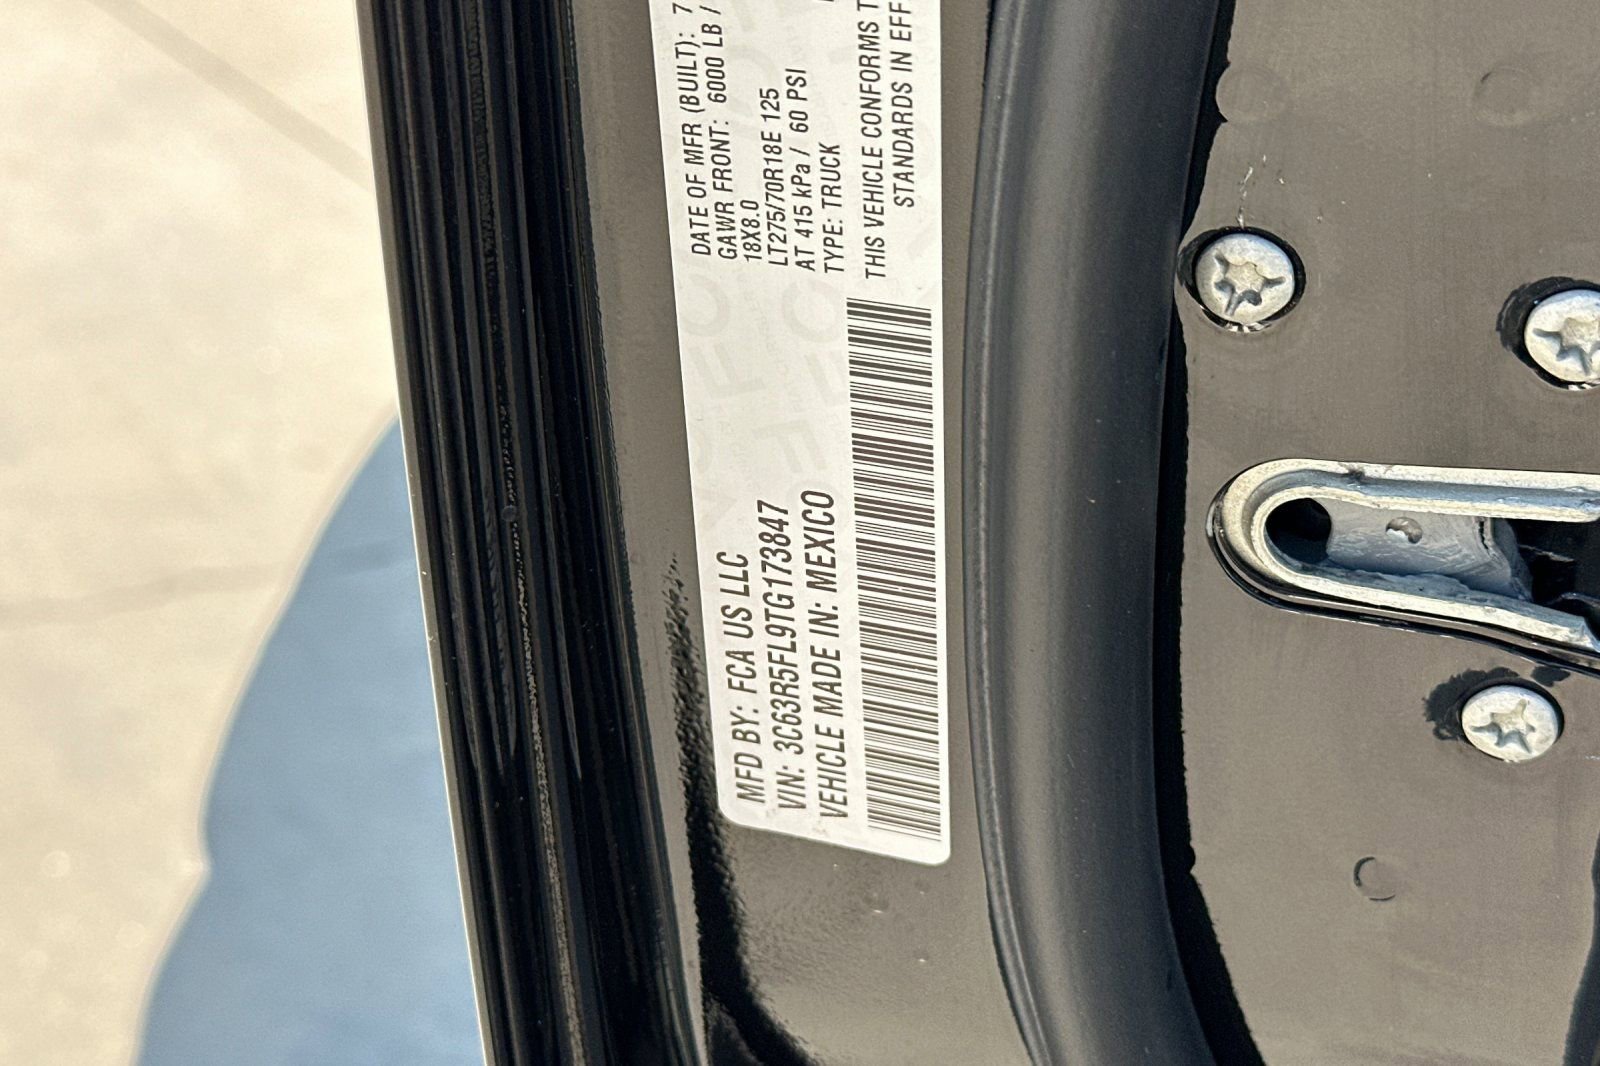 MFD BY: FCA US LLC
VIN: 3C63R5FL9TG173847
VEHICLE MADE IN: MEXICO
DATE OF MFR (BUILT): 7
GAWR FRONT: 6000 LB /
18X8.0
LT275/70R18E 125
AT 415 kPa / 60 PSI
TYPE: TRUCK
THIS VEHICLE CONFORMS T
STANDARDS IN EFF